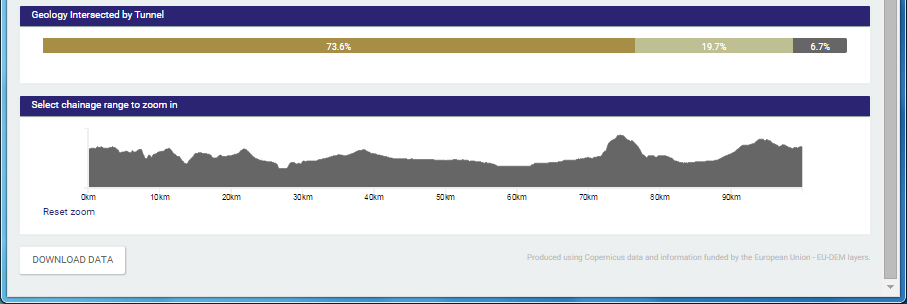 Geology Intersected by Tunnel
73.6% 19.7% 6.7%
Select chainage range to zoom in
0km 10km 20km 30km 40km 50km 60km 70km 80km 90km
Reset zoom
DOWNLOAD DATA
Produced using Copernicus data and information funded by the European Union - EU-DEM layers.